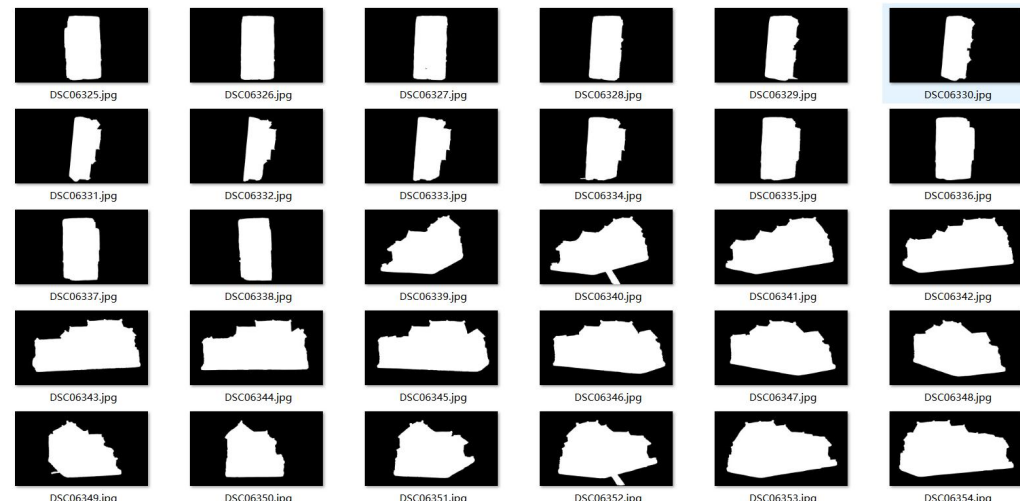 DSC06325.jpg DSC06326.jpg DSC06327.jpg DSC06328.jpg DSC06329.jpg DSC06330.jpg
DSC06331.jpg DSC06332.jpg DSC06333.jpg DSC06334.jpg DSC06335.jpg DSC06336.jpg
DSC06337.jpg DSC06338.jpg DSC06339.jpg DSC06340.jpg DSC06341.jpg DSC06342.jpg
DSC06343.jpg DSC06344.jpg DSC06345.jpg DSC06346.jpg DSC06347.jpg DSC06348.jpg
DSC06349.jpg DSC06350.jpg DSC06351.jpg DSC06352.jpg DSC06353.jpg DSC06354.jpg